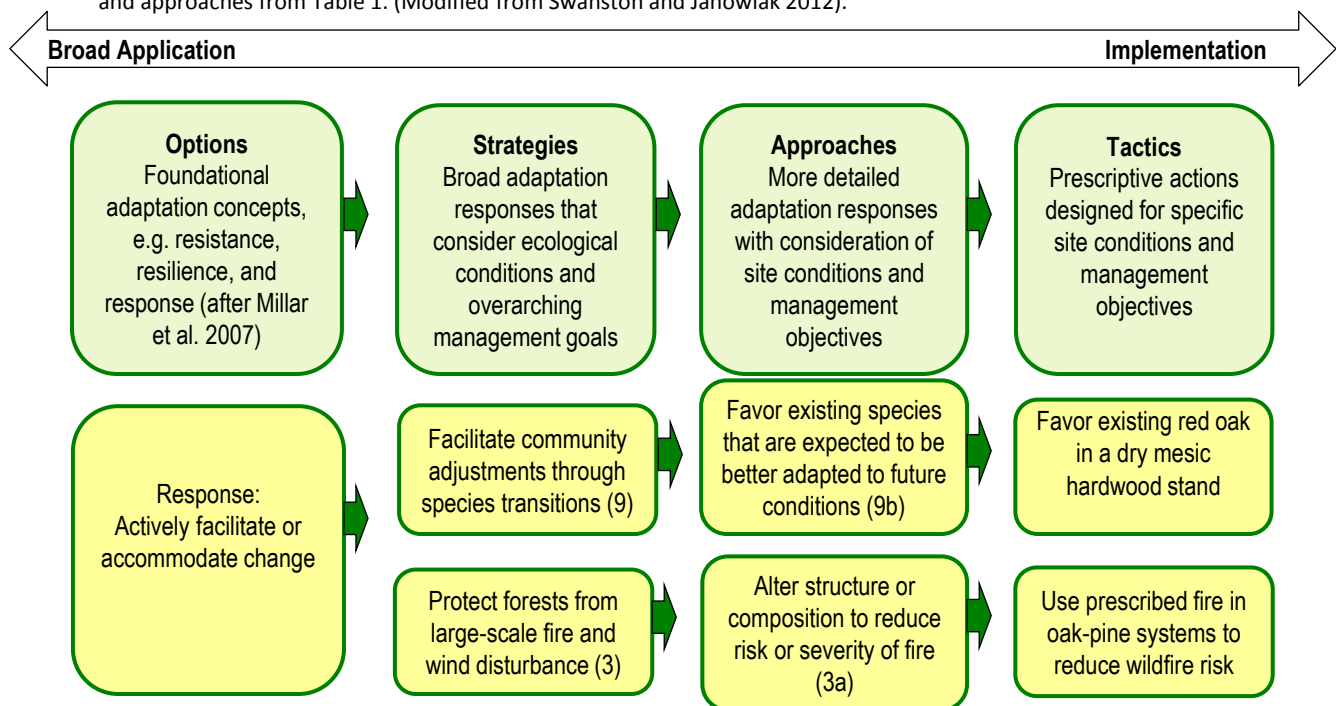 and approaches from Table 1. (Modified from Swanston and Janowiak 2012).
Broad Application
Implementation
Options
Foundational
adaptation concepts,
e.g. resistance,
resilience, and
response (after Millar
et al. 2007)
Strategies
Broad adaptation
responses that
consider ecological
conditions and
overarching
management goals
Approaches
More detailed
adaptation responses
with consideration of
site conditions and
management
objectives
Tactics
Prescriptive actions
designed for specific
site conditions and
management
objectives
Response:
Actively facilitate or
accommodate change
Facilitate community
adjustments through
species transitions (9)
Favor existing species
that are expected to be
better adapted to future
conditions (9b)
Favor existing red oak
in a dry mesic
hardwood stand
Protect forests from
large-scale fire and
wind disturbance (3)
Alter structure or
composition to reduce
risk or severity of fire
(3a)
Use prescribed fire in
oak-pine systems to
reduce wildfire risk